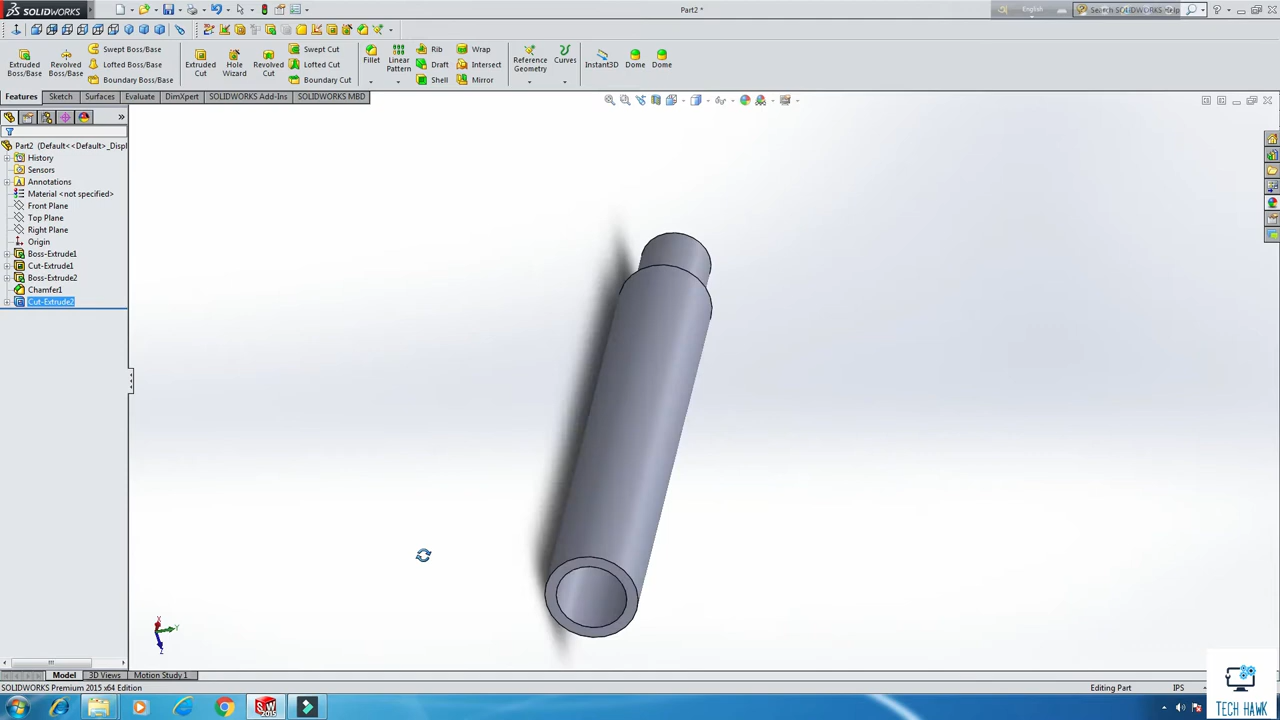 SOLIDWORKS
Part2 *
English
Search SOLIDWORKS Help
Extruded Boss/Base
Revolved Boss/Base
Swept Boss/Base
Lofted Boss/Base
Boundary Boss/Base
Extruded Cut
Hole Wizard
Revolved Cut
Swept Cut
Lofted Cut
Boundary Cut
Fillet
Linear Pattern
Rib
Draft
Shell
Wrap
Intersect
Mirror
Reference Geometry
Curves
Instant3D
Dome
Dome
Features Sketch Surfaces Evaluate DimXpert SOLIDWORKS Add-Ins SOLIDWORKS MBD
Part2 (Default<<Default>_Displ
History
Sensors
Annotations
Material <not specified>
Front Plane
Top Plane
Right Plane
Origin
Boss-Extrude1
Cut-Extrude1
Boss-Extrude2
Chamfer1
Cut-Extrude2
X
Y
Z
Model 3D Views Motion Study 1
SOLIDWORKS Premium 2015 x64 Edition Editing Part IPS
TECH HAWK